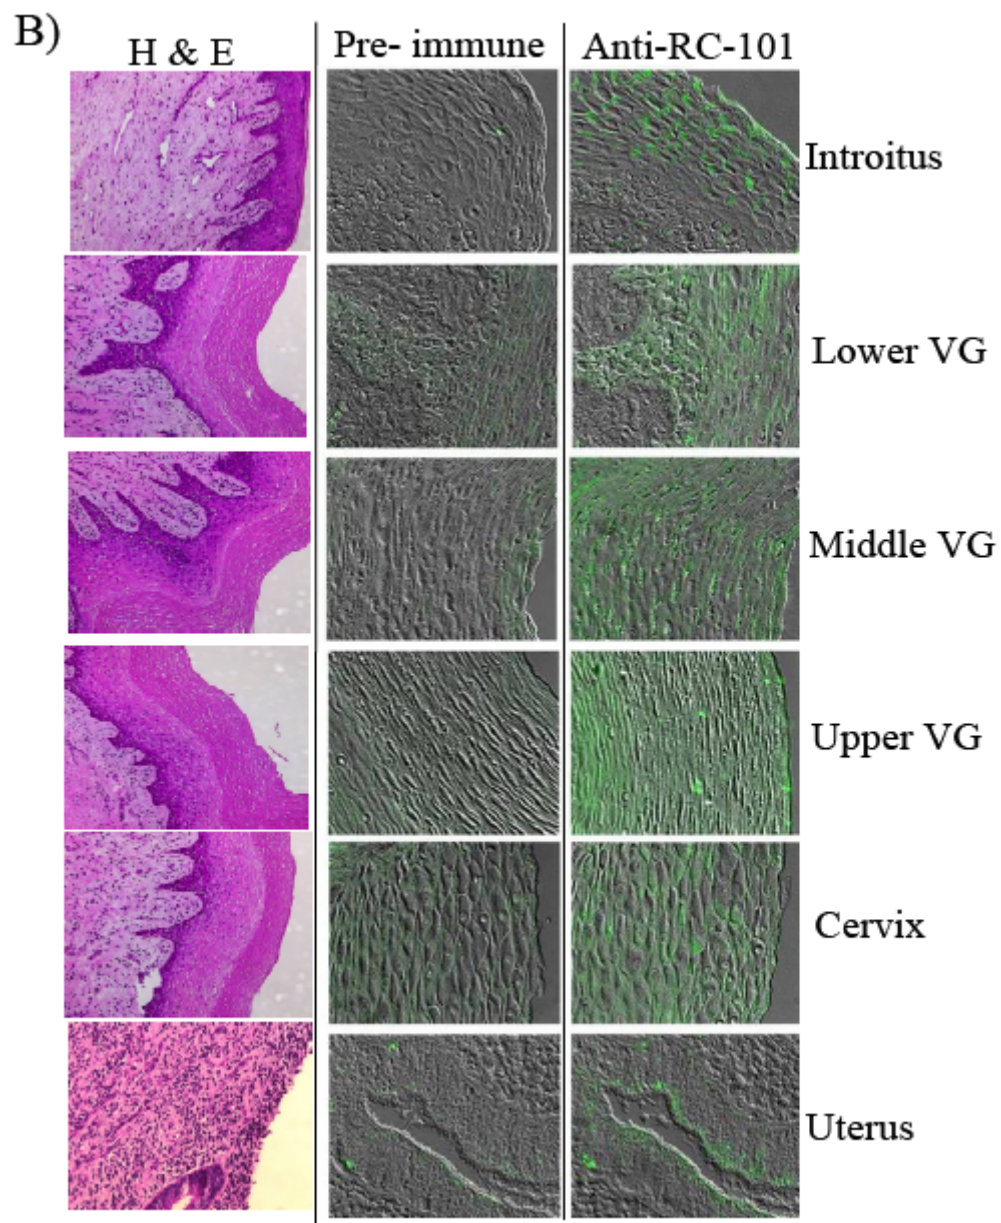 B)
H & E
Pre- immune
Anti-RC-101
Introitus
Lower VG
Middle VG
Upper VG
Cervix
Uterus